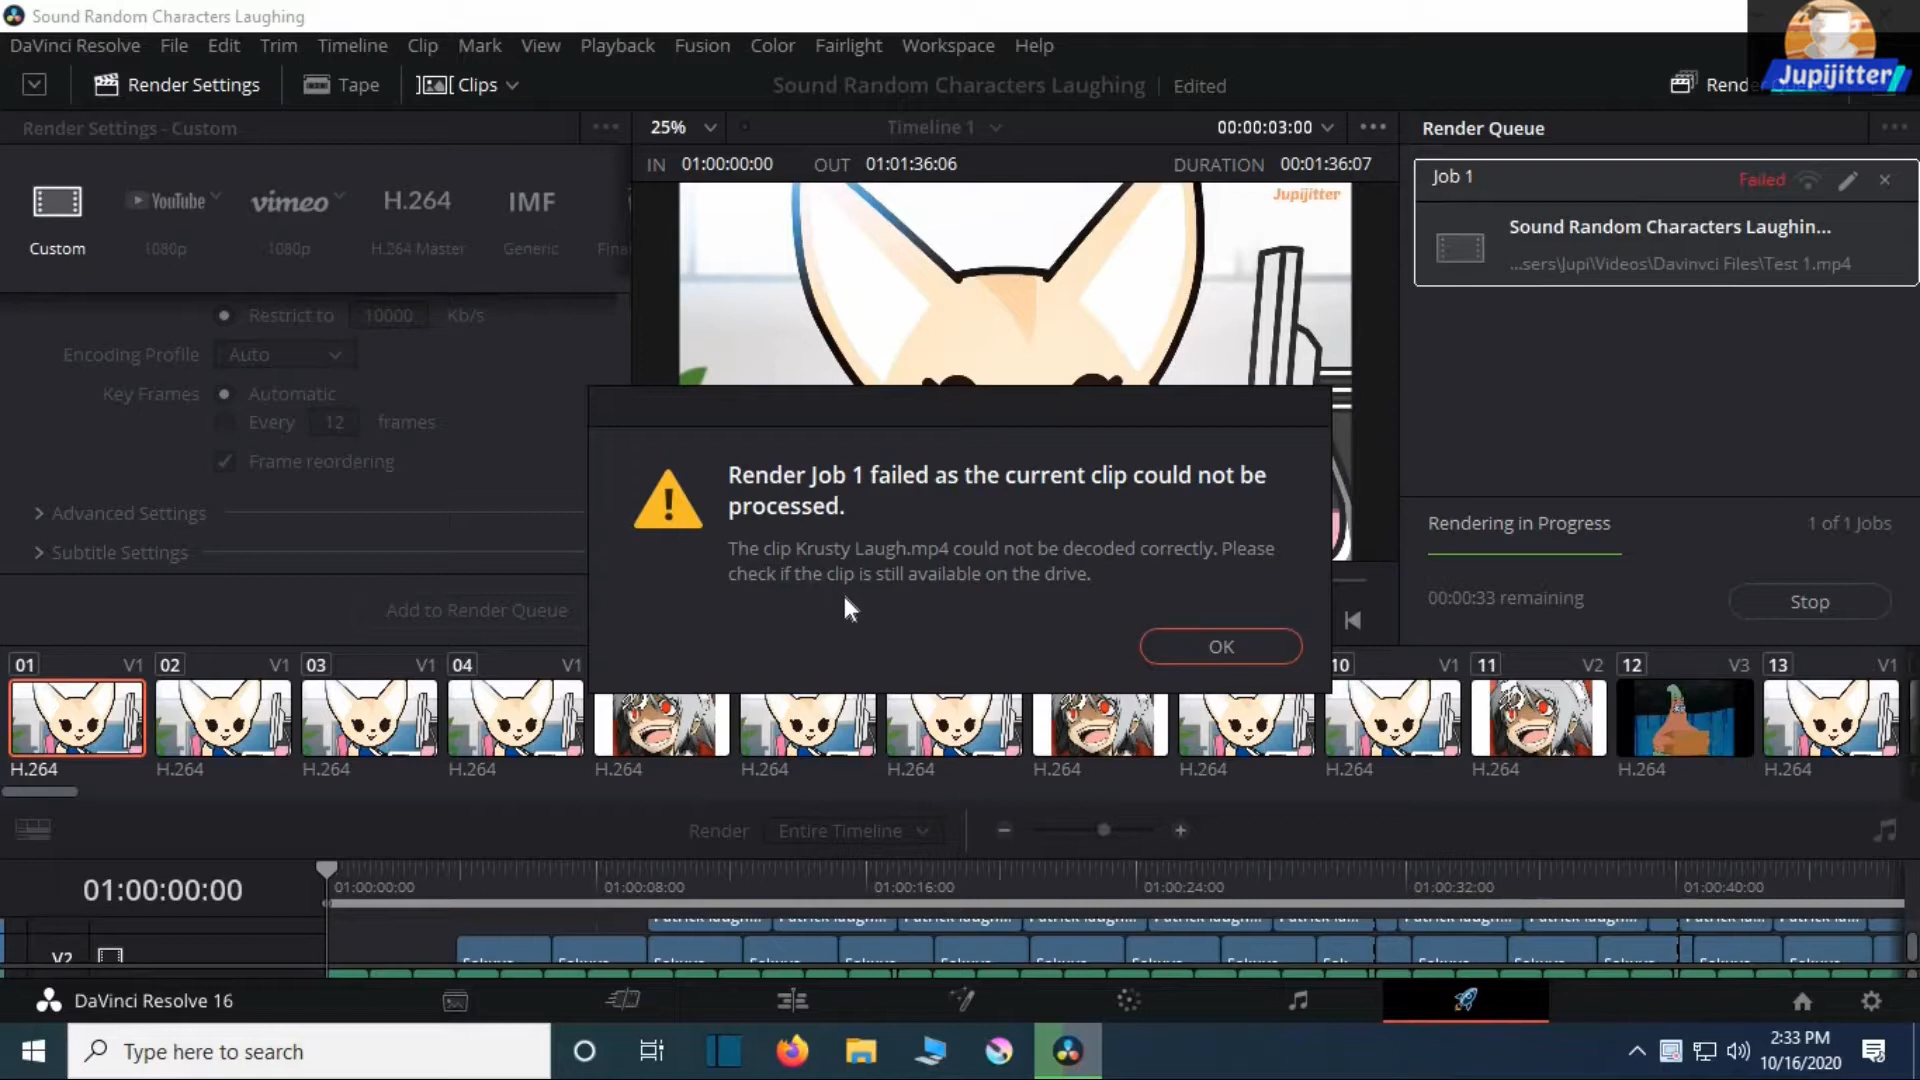 Sound Random Characters Laughing
DaVinci Resolve File Edit Trim Timeline Clip Mark View Playback Fusion Color Fairlight Workspace Help
Jupijitter
Render Settings Tape Clips Sound Random Characters Laughing Edited
Render Settings - Custom 25% Timeline 1 00:00:03:00 Render Queue
IN 01:00:00:00 OUT 01:01:36:06 DURATION 00:01:36:07
Job 1 Failed
Custom YouTube 1080p vimeo 1080p H.264 H.264 Master IMF Generic
Jupijitter
Sound Random Characters Laughin...
...sers\Jupi\Videos\Davinvci Files\Test 1.mp4
Restrict to 10000 Kb/s
Encoding Profile Auto
Key Frames Automatic
Every 12 frames
Frame reordering
Advanced Settings
Subtitle Settings
Add to Render Queue
Render Job 1 failed as the current clip could not be
processed.
The clip Krusty Laugh.mp4 could not be decoded correctly. Please
check if the clip is still available on the drive.
OK
Rendering in Progress 1 of 1 Jobs
00:00:33 remaining Stop
01 V1 02 V1 03 V1 04 V1 10 V1 11 V2 12 V3 13 V1
H.264 H.264 H.264 H.264 H.264 H.264 H.264 H.264 H.264 H.264 H.264 H.264 H.264
Render Entire Timeline
01:00:00:00
01:00:00:00 01:00:08:00 01:00:16:00 01:00:24:00 01:00:32:00 01:00:40:00
V2
DaVinci Resolve 16
Type here to search
2:33 PM
10/16/2020